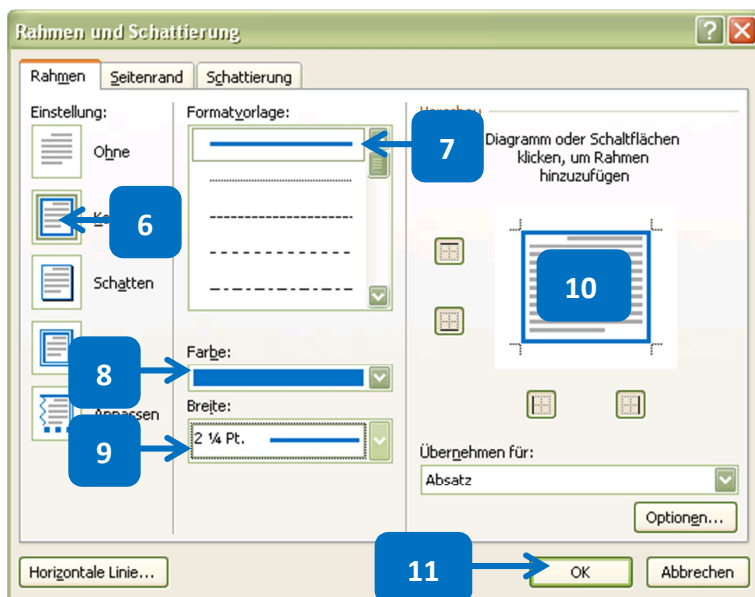 Rahmen und Schattierung
Rahmen Seitenrand Schattierung
Einstellung:
Ohne
6
Schatten
Anpassen
Formatvorlage:
7
Farbe:
8
Breite:
2 ¼ Pt.
9
Vorschau
Diagramm oder Schaltflächen
klicken, um Rahmen
hinzuzufügen
10
Übernehmen für:
Absatz
Optionen...
Horizontale Linie...
11
OK
Abbrechen